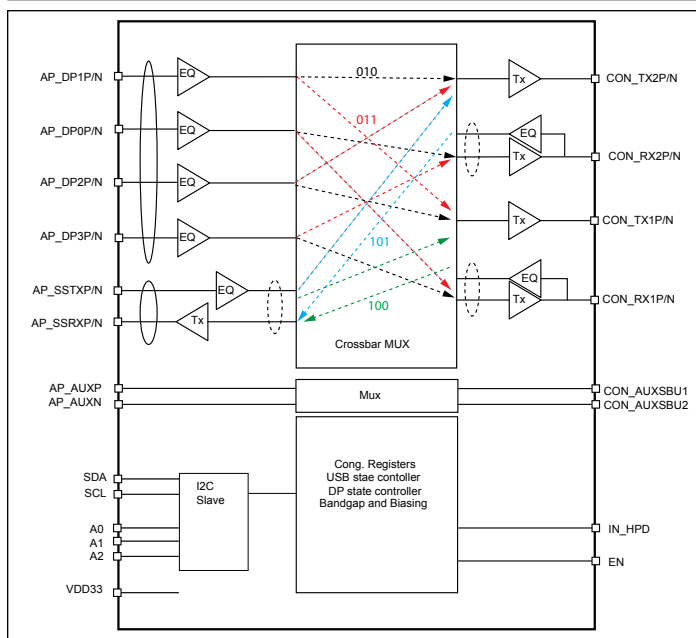 AP_DP1P/N
EQ
010
Tx
CON_TX2P/N
AP_DP0P/N
EQ
011
EQ
Tx
CON_RX2P/N
AP_DP2P/N
EQ
Tx
CON_TX1P/N
AP_DP3P/N
EQ
101
EQ
Tx
CON_RX1P/N
AP_SSTXP/N
EQ
AP_SSRXP/N
Tx
100
Crossbar MUX
AP_AUXP
AP_AUXN
Mux
CON_AUXSBU1
CON_AUXSBU2
SDA
SCL
A0
A1
A2
I2C
Slave
Cong. Registers
USB stae contoller
DP state controller
Bandgap and Biasing
IN_HPD
EN
VDD33